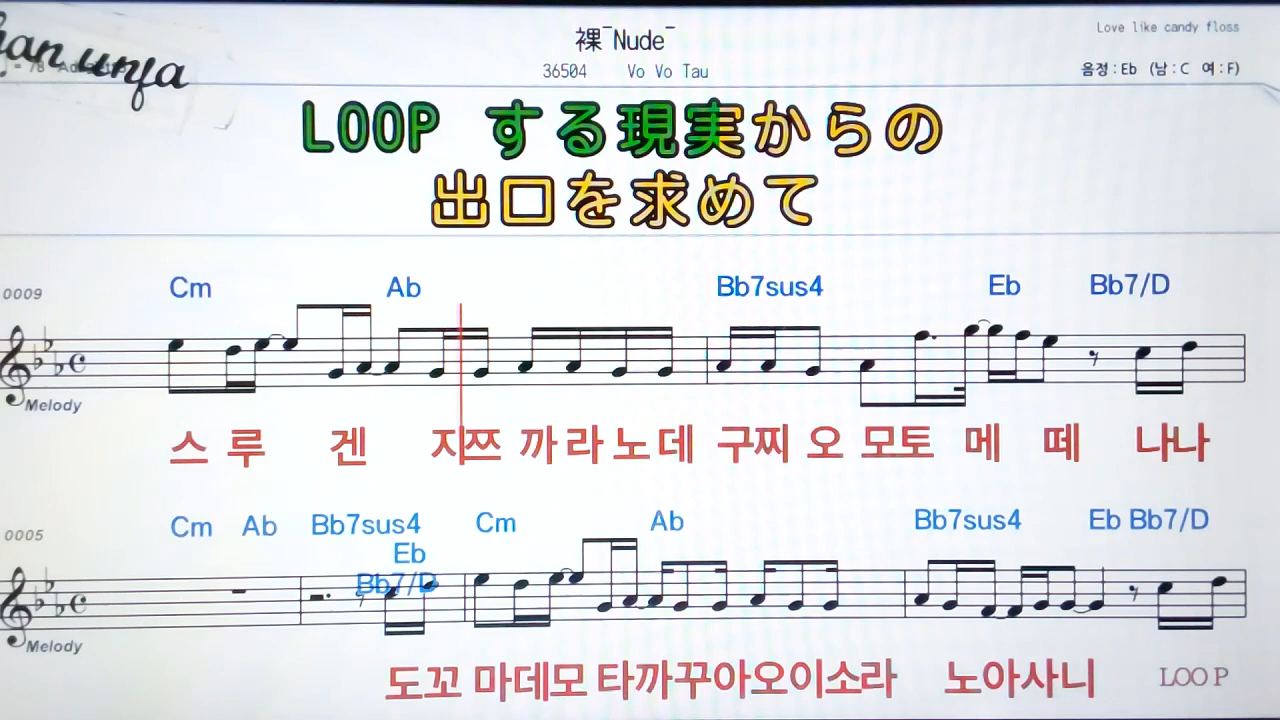 Love like candy floss
裸¯Nude¯
36504 Vo Vo Tau
음정:Eb (남:C 여:F)
LOOP する現実からの
出口を求めて
Cm Ab Bb7sus4 Eb Bb7/D
0009
Melody
스 루 겐 지쯔 까 라 노 데 구찌 오 모토 메 떼 나나
Cm Ab Bb7sus4 Cm Ab Bb7sus4 Eb Bb7/D
0005
Eb
Bb7/D
Melody
도꼬 마데모 타까꾸아오이소라 노아사니 LOO P